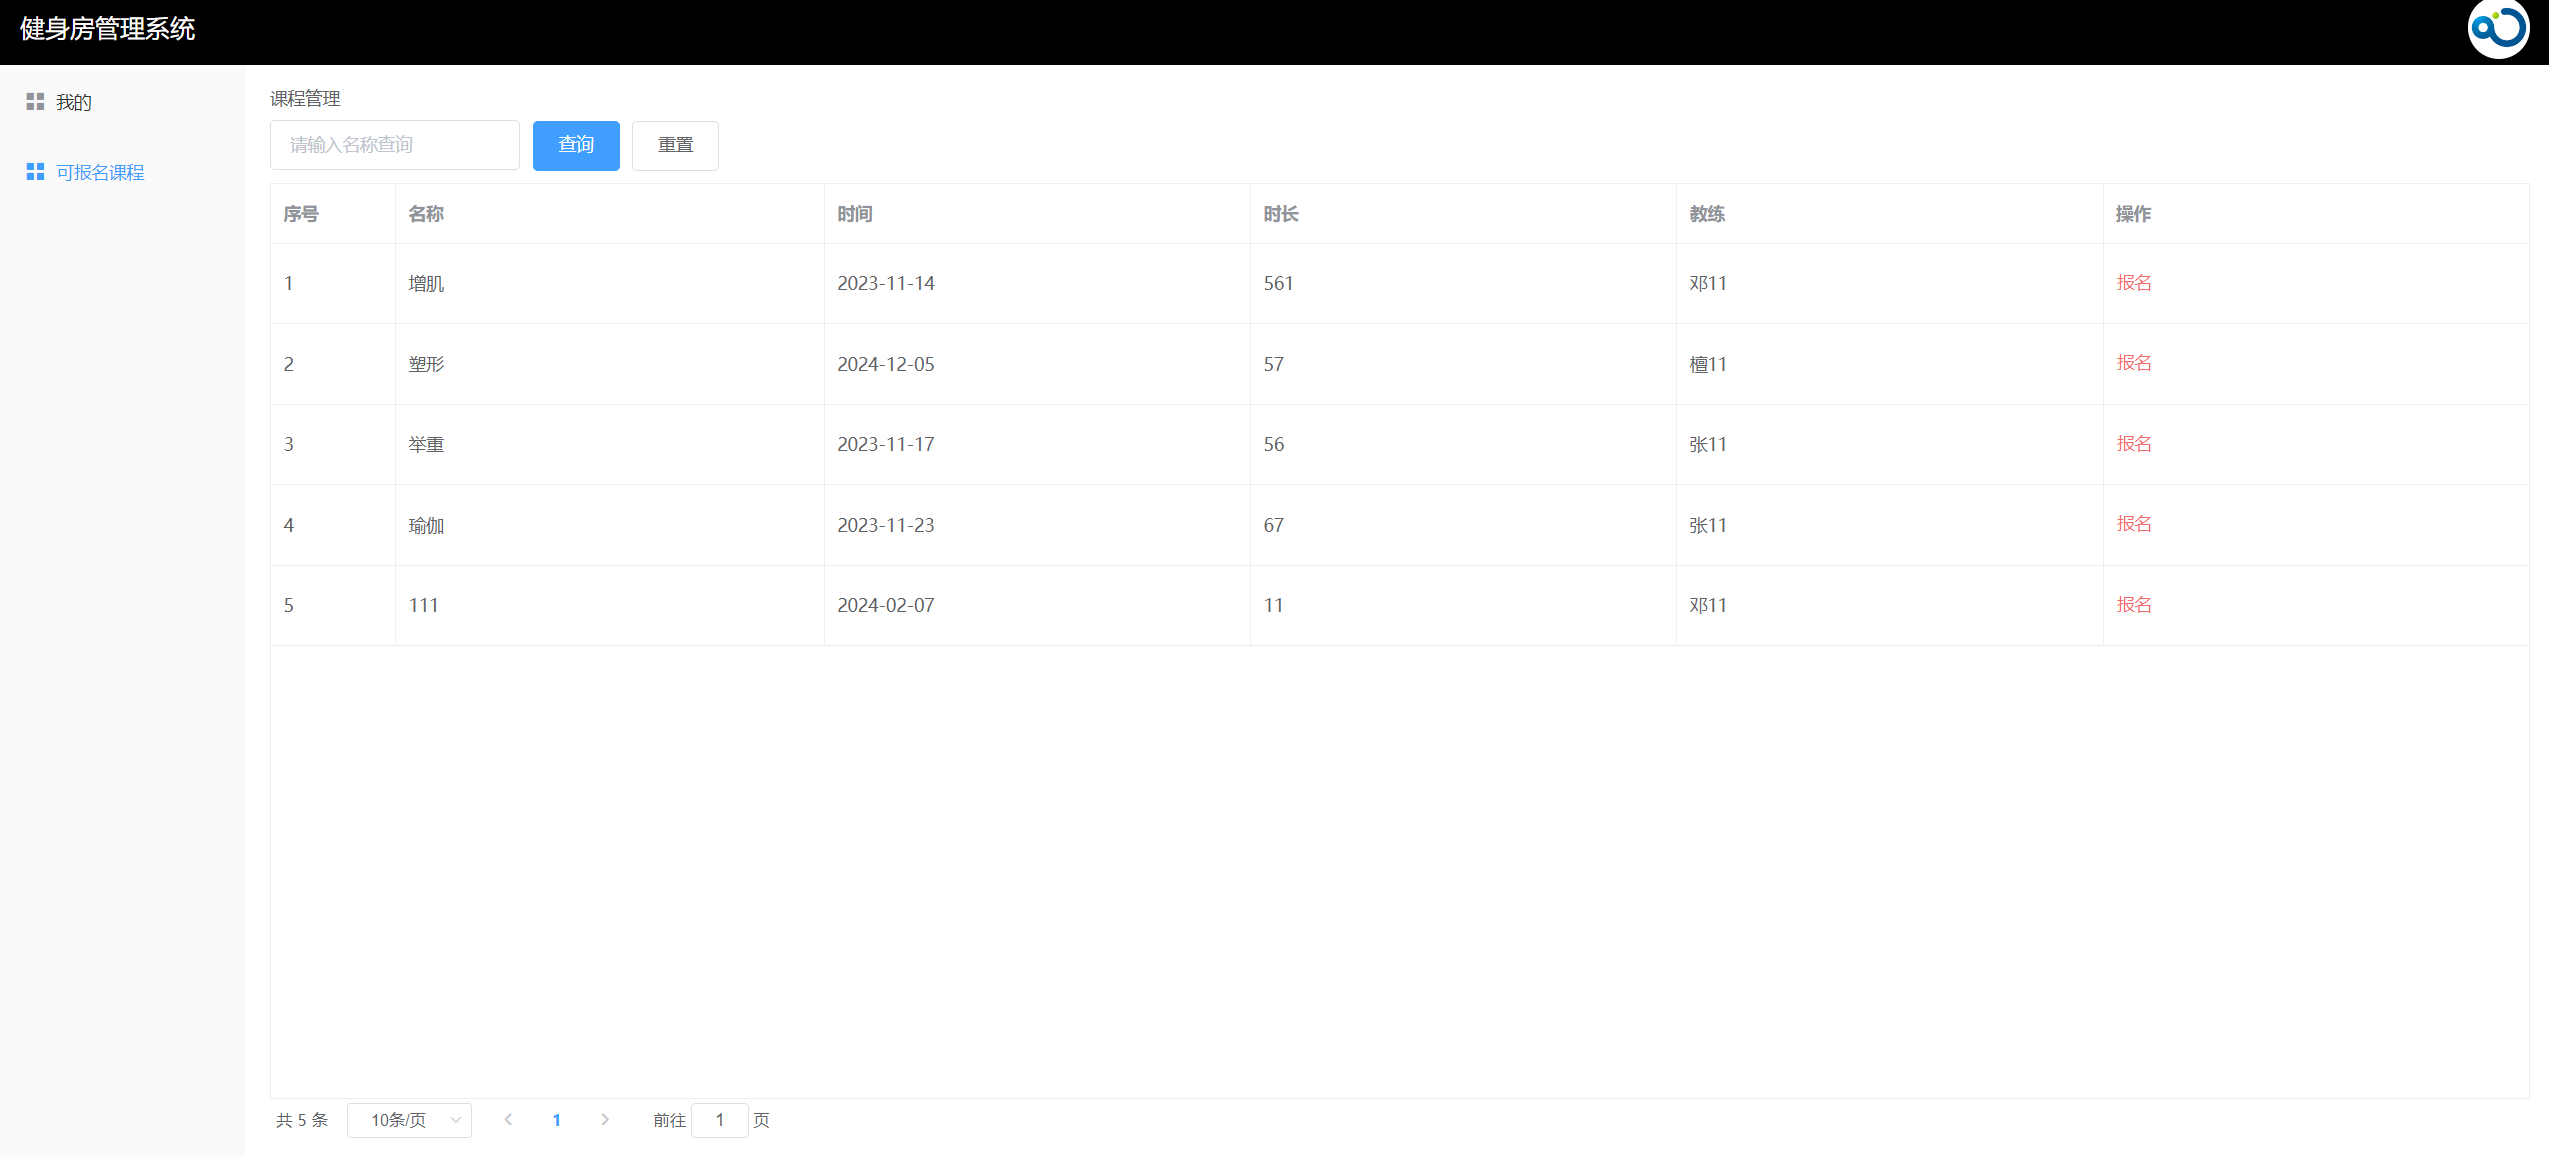 健身房管理系统
我的
可报名课程
课程管理
请输入名称查询 查询 重置
序号 名称 时间 时长 教练 操作
1 增肌 2023-11-14 561 邓11 报名
2 塑形 2024-12-05 57 檀11 报名
3 举重 2023-11-17 56 张11 报名
4 瑜伽 2023-11-23 67 张11 报名
5 111 2024-02-07 11 邓11 报名
共 5 条 10条/页 1 前往 1 页